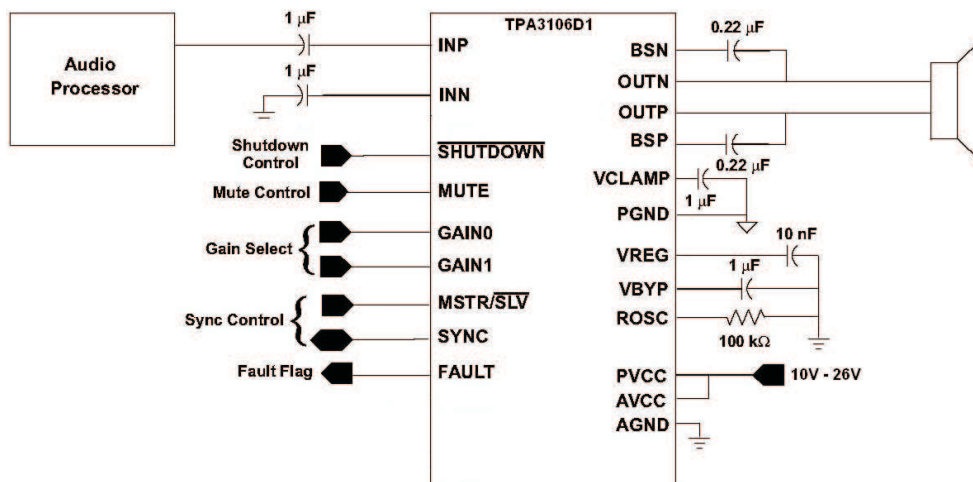 1 µF
TPA3106D1
0.22 µF
INP
BSN
Audio
Processor
1 µF
OUTN
INN
OUTP
BSP
Shutdown
Control
SHUTDOWN
0.22 µF
VCLAMP
Mute Control
MUTE
1 µF
PGND
GAIN0
10 nF
Gain Select
VREG
GAIN1
1 µF
VBYP
MSTR/SLV
Sync Control
ROSC
SYNC
100 kΩ
Fault Flag
FAULT
PVCC
10V - 26V
AVCC
AGND